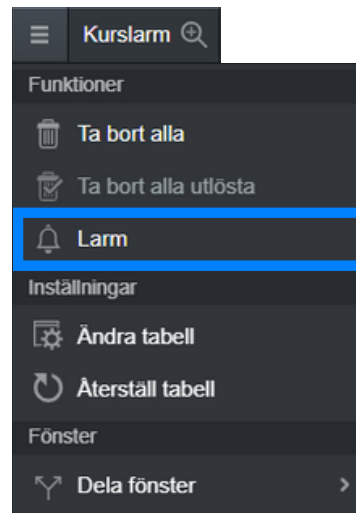 Kurslarm
Funktioner
Ta bort alla
Ta bort alla utlösta
Larm
Inställningar
Ändra tabell
Återställ tabell
Fönster
Dela fönster